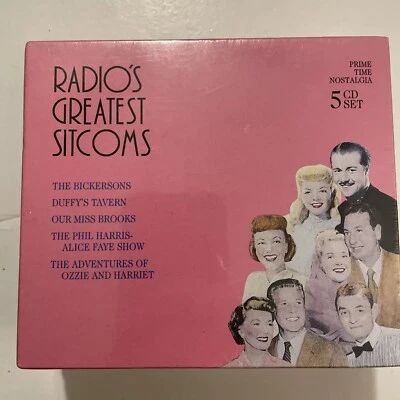 RADIO'S
GREATEST
SITCOMS
PRIME
TIME
NOSTALGIA
5 CD
SET
THE BICKERSONS
DUFFY'S TAVERN
OUR MISS BROOKS
THE PHIL HARRIS-
ALICE FAYE SHOW
THE ADVENTURES OF
OZZIE AND HARRIET